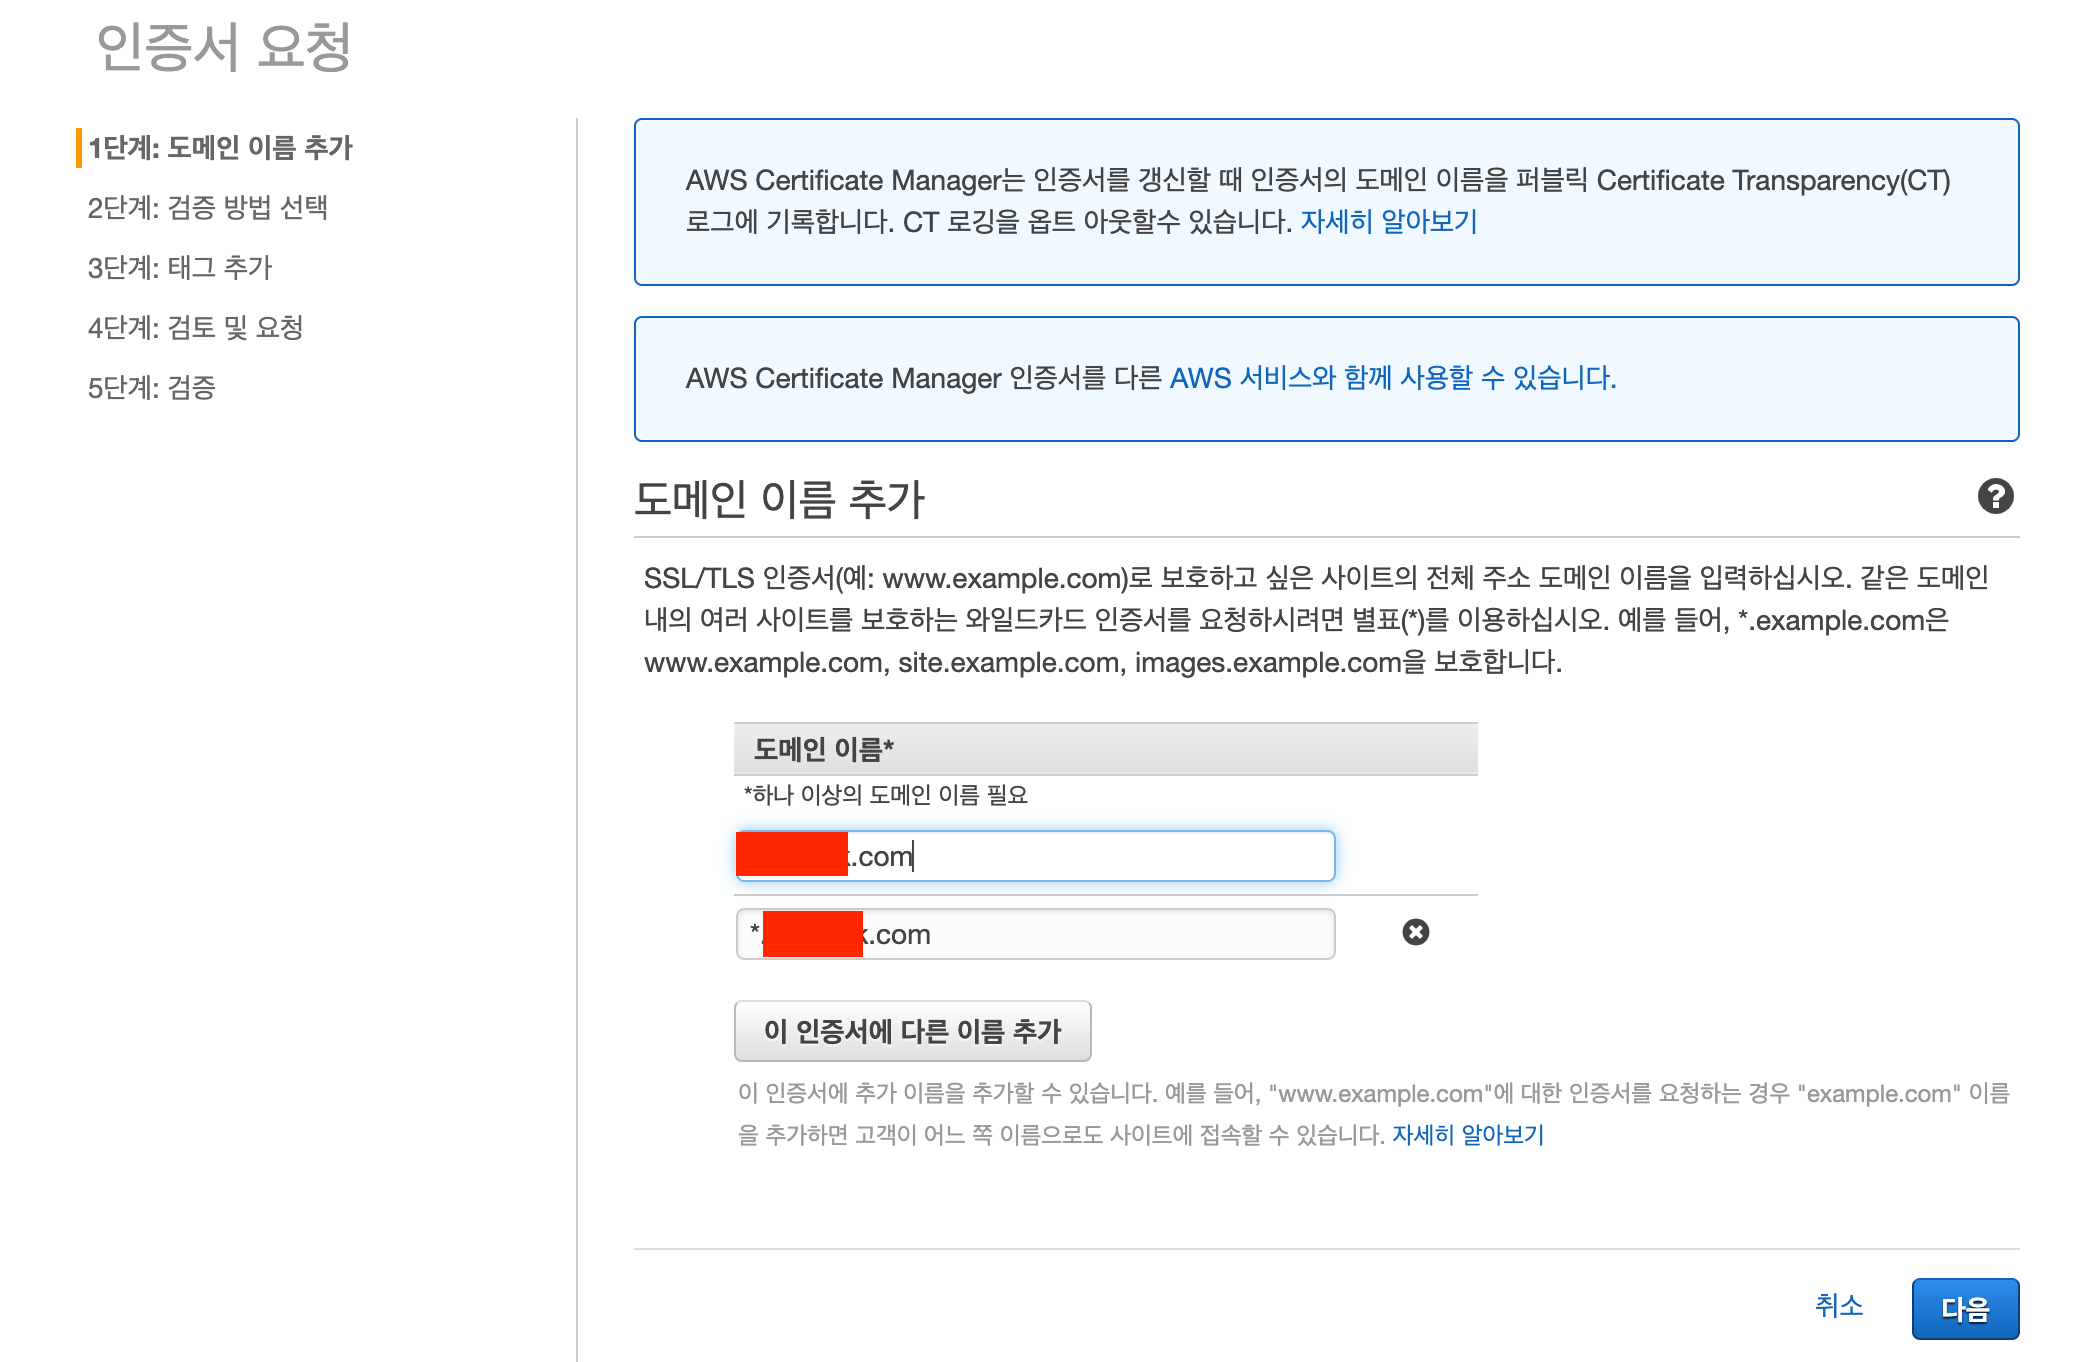 인증서 요청
1단계: 도메인 이름 추가
2단계: 검증 방법 선택
3단계: 태그 추가
4단계: 검토 및 요청
5단계: 검증
AWS Certificate Manager는 인증서를 갱신할 때 인증서의 도메인 이름을 퍼블릭 Certificate Transparency(CT)
로그에 기록합니다. CT 로깅을 옵트 아웃할수 있습니다. 자세히 알아보기
AWS Certificate Manager 인증서를 다른 AWS 서비스와 함께 사용할 수 있습니다.
도메인 이름 추가
SSL/TLS 인증서(예: www.example.com)로 보호하고 싶은 사이트의 전체 주소 도메인 이름을 입력하십시오. 같은 도메인
내의 여러 사이트를 보호하는 와일드카드 인증서를 요청하시려면 별표(*)를 이용하십시오. 예를 들어, *.example.com은
www.example.com, site.example.com, images.example.com을 보호합니다.
도메인 이름*
*하나 이상의 도메인 이름 필요
k.com
*.k.com
이 인증서에 다른 이름 추가
이 인증서에 추가 이름을 추가할 수 있습니다. 예를 들어, "www.example.com"에 대한 인증서를 요청하는 경우 "example.com" 이름
을 추가하면 고객이 어느 쪽 이름으로도 사이트에 접속할 수 있습니다. 자세히 알아보기
취소
다음